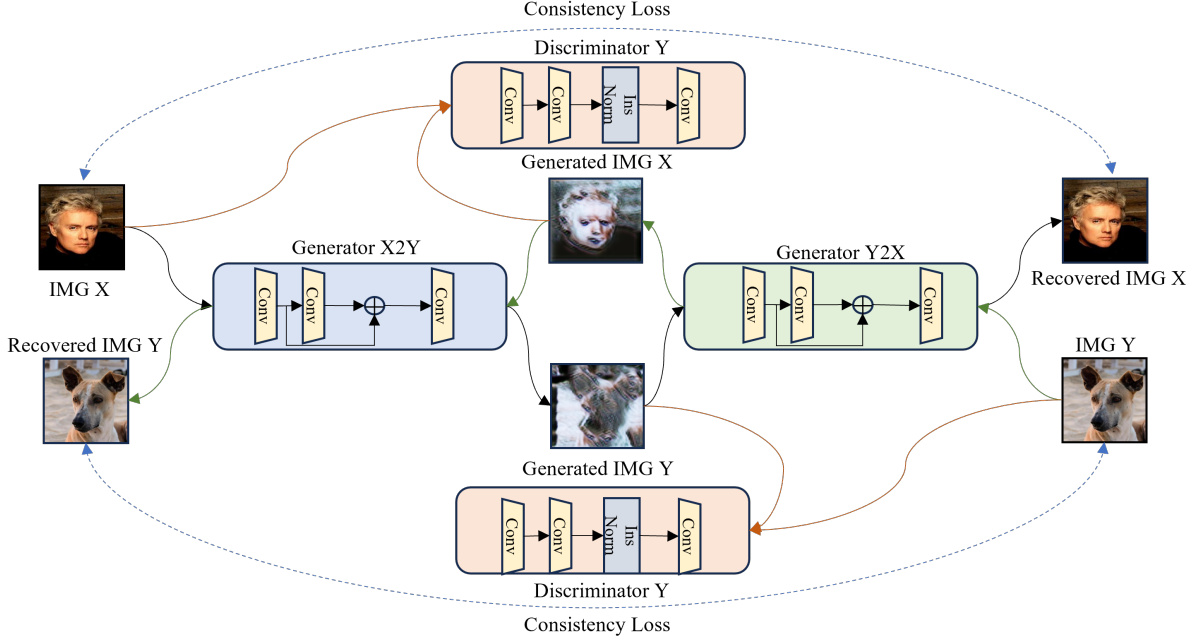 Consistency Loss
Discriminator Y
Conv
Conv
Ins
Norm
Conv
Generated IMG X
Generator X2Y
Conv
Conv
Conv
Generator Y2X
Conv
Conv
Conv
IMG X
Recovered IMG X
Recovered IMG Y
IMG Y
Generated IMG Y
Conv
Conv
Ins
Norm
Conv
Discriminator Y
Consistency Loss